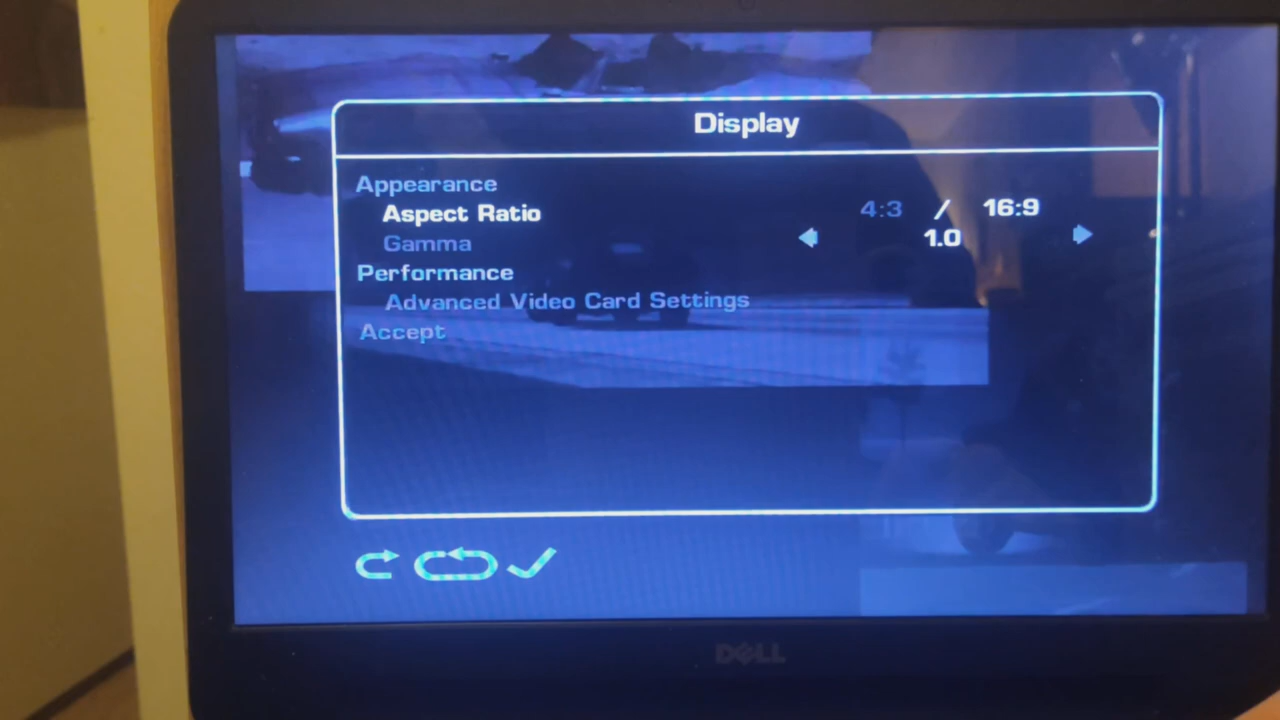 Display
Appearance
Aspect Ratio 4:3 / 16:9
Gamma 1.0
Performance
Advanced Video Card Settings
Accept
DELL